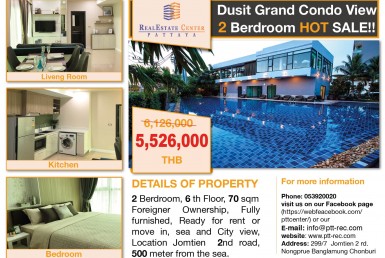 REALESTATE CENTER
PATTAYA
Dusit Grand Condo View
2 Berdroom HOT SALE!!
Liveng Room
6,126,000
5,526,000
THB
Kitchen
DETAILS OF PROPERTY
2 Berdroom, 6 th Floor, 70 sqm
Foreigner Ownership, Fully
furnished, Ready for rent or
move in, sea and City view,
Location Jomtien 2nd road,
500 meter from the sea.
Bedroom
For more information
Phone: 053920020
visit us on our Facebook page
(https://webfeacebook.com/
pttcenter/) or our
E-mail: info@ptt-rec.com
website: www.ptt-rec.com
Address: 299/7 Jomtien 2 rd.
Nongprue Banglamung Chonburi